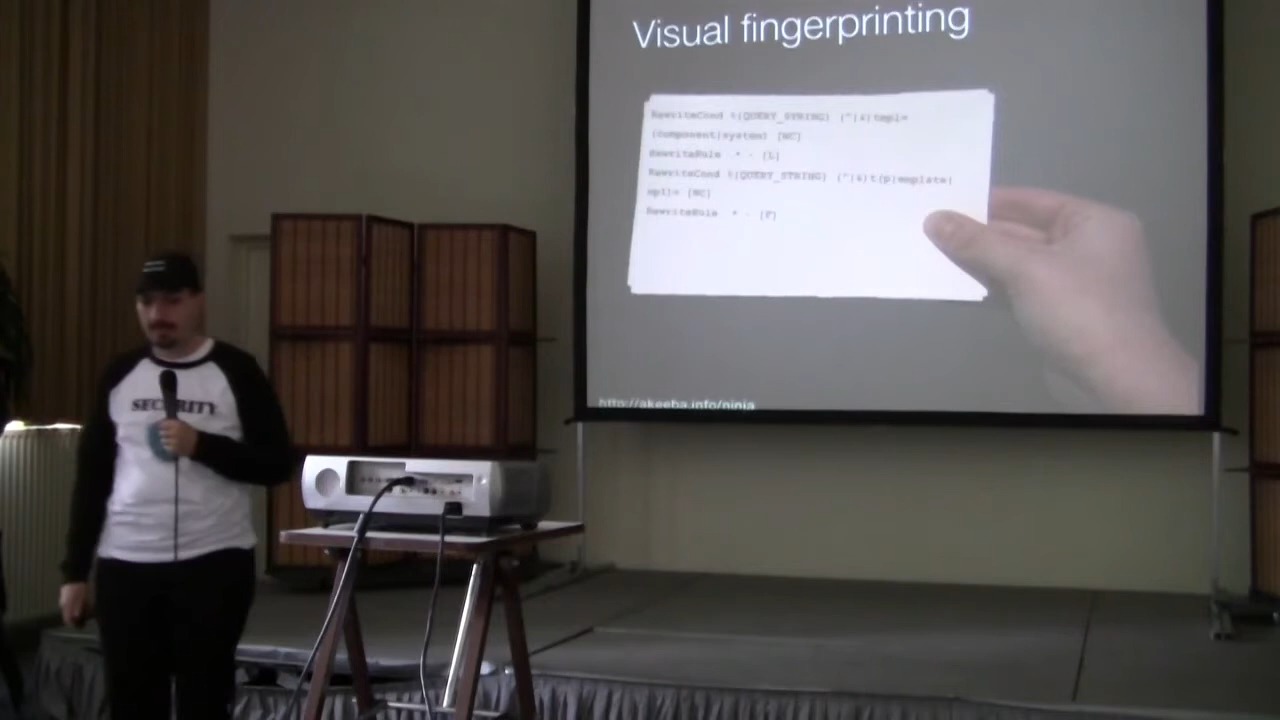 Visual fingerprinting
RewriteCond %{QUERY_STRING} (^|&)tmpl=
(component|system) [NC]
RewriteRule .* - [L]
RewriteCond %{QUERY_STRING} (^|&)t(p|emplate|
mpl)= [NC]
RewriteRule .* - [F]
http://akeeba.info/ninja
SECURITY